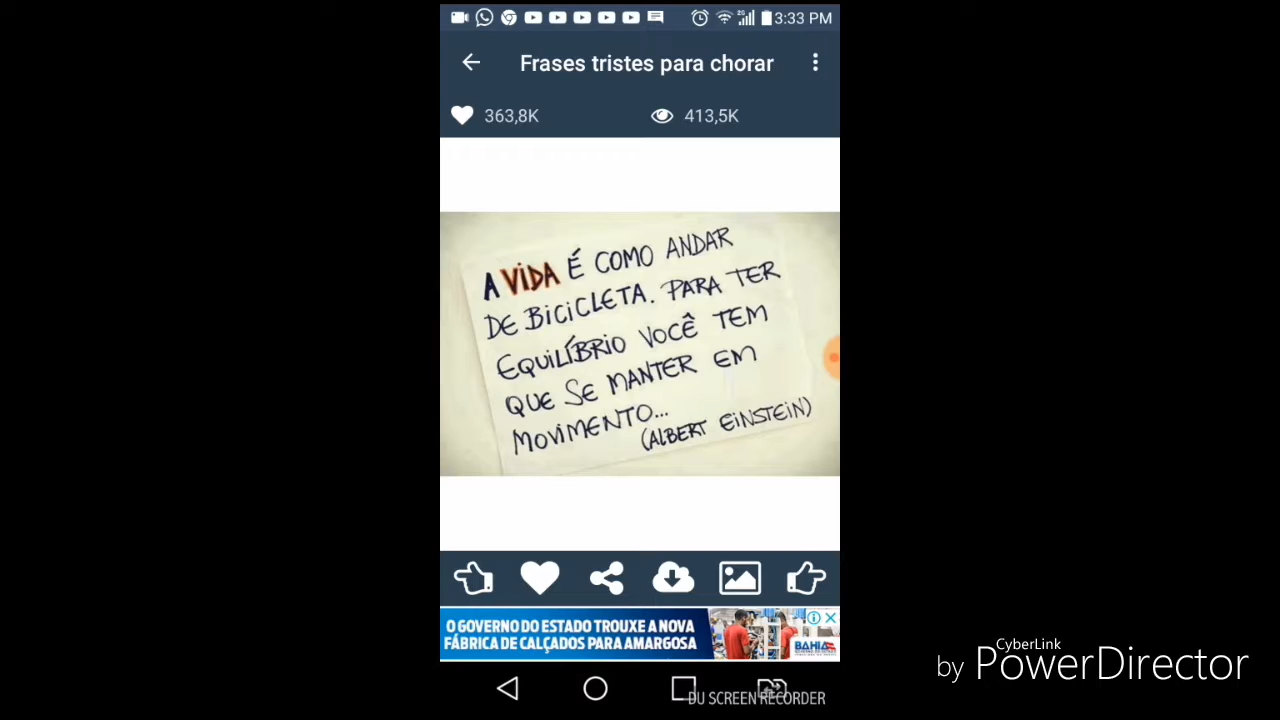 2G
3:33 PM
Frases tristes para chorar
363,8K
413,5K
A VIDA É COMO ANDAR
DE BICICLETA. PARA TER
EQUILÍBRIO VOCÊ TEM
QUE SE MANTER EM
MOVIMENTO...
(ALBERT EINSTEIN)
O GOVERNO DO ESTADO TROUXE A NOVA
FÁBRICA DE CALÇADOS PARA AMARGOSA
BAHIA
DU SCREEN RECORDER
CyberLink
by PowerDirector